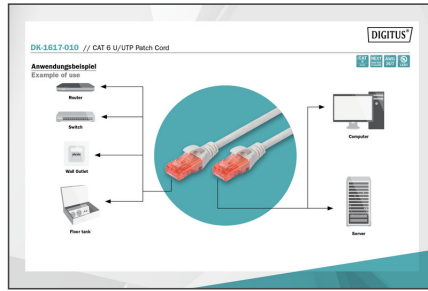 DIGITUS®
DK-1617-010 // CAT 6 U/UTP Patch Cord
Anwendungsbeispiel
Example of use
CAT
Router
Switch
Wall Outlet
Floor tank
Computer
Server